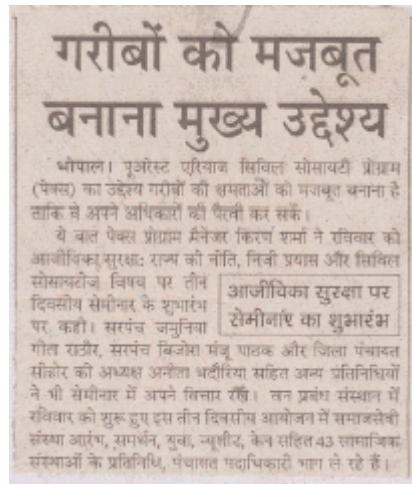 गरीबों को मजबूत
बनाना मुख्य उद्देश्य
भोपाल। पूअरेस्ट एरियाज सिविल सोसायटी प्रोग्राम
(पेक्स) का उद्देश्य गरीबों की क्षमताओं को मजबूत बनाना है
ताकि वे अपने अधिकारों की पैरवी कर सकें।
ये बात पेक्स प्रोग्राम मैनेजर किरण शर्मा ने रविवार को
आजीविका सुरक्षा: राज्य की नीति, निजी प्रयास और सिविल
सोसायटीज विषय पर तीन
दिवसीय सेमीनार के शुभारंभ
पर कही। सरपंच जमुनिया
आजीविका सुरक्षा पर
सेमीनार का शुभारंभ
गीता राठौर, सरपंच बिजोरा मंजू पाठक और जिला पंचायत
सीहोर की अध्यक्ष अनीता भदौरिया सहित अन्य प्रतिनिधियों
ने भी सेमीनार में अपने विचार रखे। वन प्रबंध संस्थान में
रविवार को शुरू हुए इस तीन दिवसीय आयोजन में समाजसेवी
संस्था आरंभ, समर्थन, युवा, केन सहित 43 सामाजिक
संस्थाओं के प्रतिनिधि, पंचायत पदाधिकारी भाग ले रहे हैं।